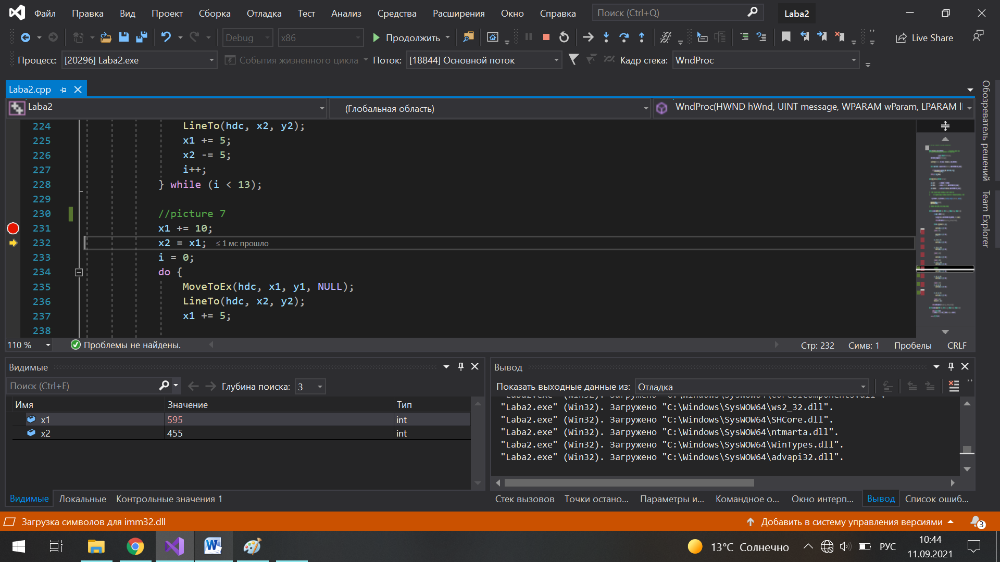 Файл Правка Вид Проект Сборка Отладка Тест Анализ Средства Расширения Окно Справка Поиск (Ctrl+Q) Laba2
Debug x86 Продолжить Live Share
Процесс: [20296] Laba2.exe События жизненного цикла Поток: [18844] Основной поток Кадр стека: WndProc
Laba2.cpp
Laba2 (Глобальная область) WndProc(HWND hWnd, UINT message, WPARAM wParam, LPARAM
224 LineTo(hdc, x2, y2);
225 x1 += 5;
226 x2 -= 5;
227 i++;
228 } while (i < 13);
229
230 //picture 7
231 x1 += 10;
232 x2 = x1; ≤ 1 мс прошло
233 i = 0;
234 do {
235 MoveToEx(hdc, x1, y1, NULL);
236 LineTo(hdc, x2, y2);
237 x1 += 5;
238
Обозреватель решений
Team Explorer
110 % Проблемы не найдены. Стр: 232 Симв: 1 Пробелы CRLF
Видимые
Поиск (Ctrl+E) Глубина поиска: 3
Имя Значение Тип
x1 595 int
x2 455 int
Видимые Локальные Контрольные значения 1
Вывод
Показать выходные данные из: Отладка
"Laba2.exe" (Win32). Загружено "C:\Windows\SysWOW64\ws2_32.dll".
"Laba2.exe" (Win32). Загружено "C:\Windows\SysWOW64\SHCore.dll".
"Laba2.exe" (Win32). Загружено "C:\Windows\SysWOW64\ntmarta.dll".
"Laba2.exe" (Win32). Загружено "C:\Windows\SysWOW64\WinTypes.dll".
"Laba2.exe" (Win32). Загружено "C:\Windows\SysWOW64\advapi32.dll".
Стек вызовов Точки остано... Параметры и... Командное о... Окно интерп... Вывод Список ошиб...
Загрузка символов для imm32.dll Добавить в систему управления версиями 3
13°C Солнечно РУС 10:44
11.09.2021